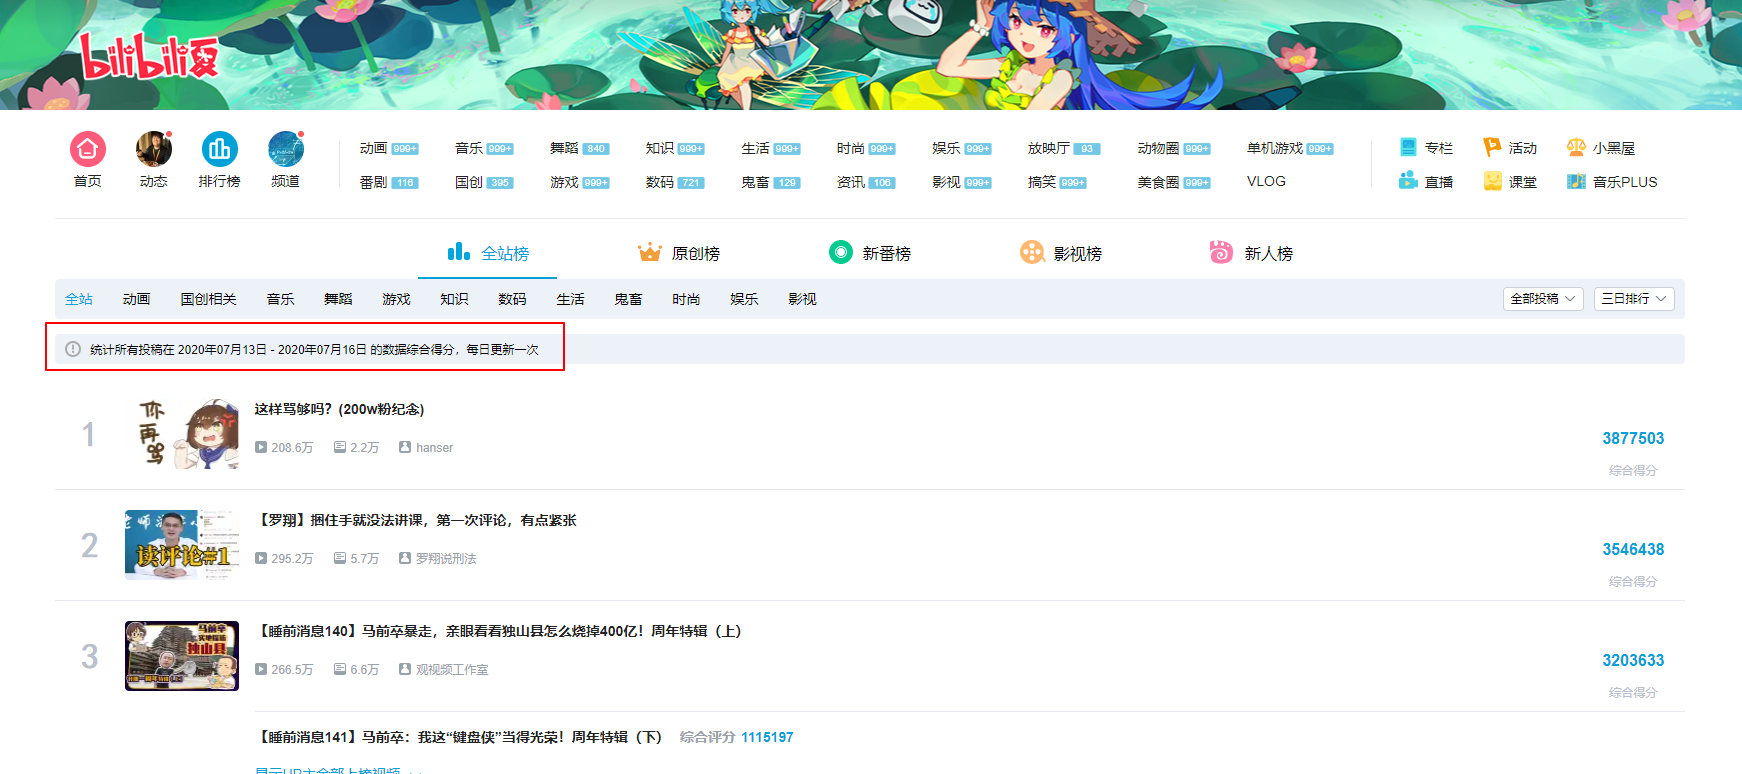 bilibili夏
首页
动态
排行榜
频道
动画 999+
音乐 999+
舞蹈 840
知识 999+
生活 999+
时尚 999+
娱乐 999+
放映厅 93
动物圈 999+
单机游戏 999+
专栏
活动
小黑屋
番剧 116
国创 395
游戏 999+
数码 721
鬼畜 129
资讯 106
影视 999+
搞笑 999+
美食圈 999+
VLOG
直播
课堂
音乐PLUS
全站榜
原创榜
新番榜
影视榜
新人榜
全站 动画 国创相关 音乐 舞蹈 游戏 知识 数码 生活 鬼畜 时尚 娱乐 影视
全部投稿
三日排行
统计所有投稿在 2020年07月13日 - 2020年07月16日 的数据综合得分，每日更新一次
1
你再骂
这样骂够吗？(200w粉纪念)
208.6万 2.2万 hanser
3877503
综合得分
2
读评论#1
【罗翔】捆住手就没法讲课，第一次评论，有点紧张
295.2万 5.7万 罗翔说刑法
3546438
综合得分
3
马前卒
独山县
【睡前消息140】马前卒暴走，亲眼看看独山县怎么烧掉400亿！周年特辑（上）
266.5万 6.6万 观视频工作室
3203633
综合得分
【睡前消息141】马前卒：我这“键盘侠”当得光荣！周年特辑（下） 综合评分 1115197
显示UP主全部上榜视频